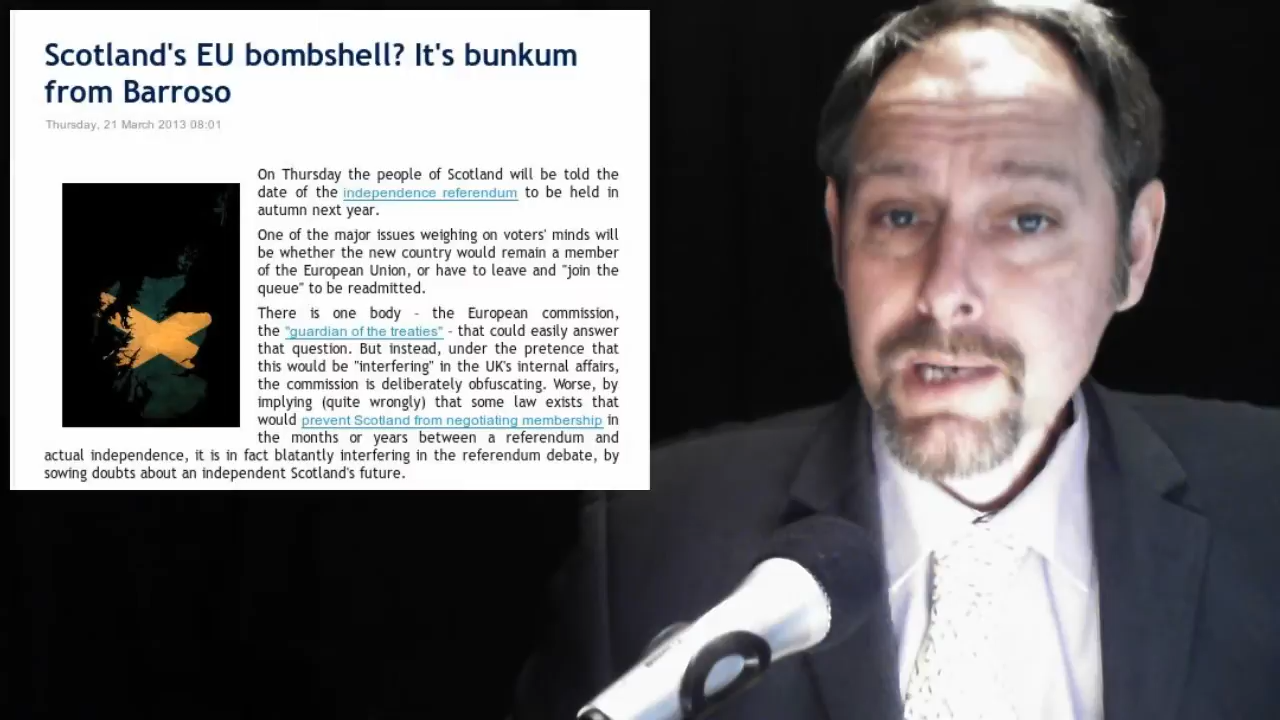 Scotland's EU bombshell? It's bunkum
from Barroso
Thursday, 21 March 2013 08:01
On Thursday the people of Scotland will be told the
date of the independence referendum to be held in
autumn next year.
One of the major issues weighing on voters' minds will
be whether the new country would remain a member
of the European Union, or have to leave and "join the
queue" to be readmitted.
There is one body - the European commission,
the "guardian of the treaties" - that could easily answer
that question. But instead, under the pretence that
this would be "interfering" in the UK's internal affairs,
the commission is deliberately obfuscating. Worse, by
implying (quite wrongly) that some law exists that
would prevent Scotland from negotiating membership in
the months or years between a referendum and
actual independence, it is in fact blatantly interfering in the referendum debate, by
sowing doubts about an independent Scotland's future.